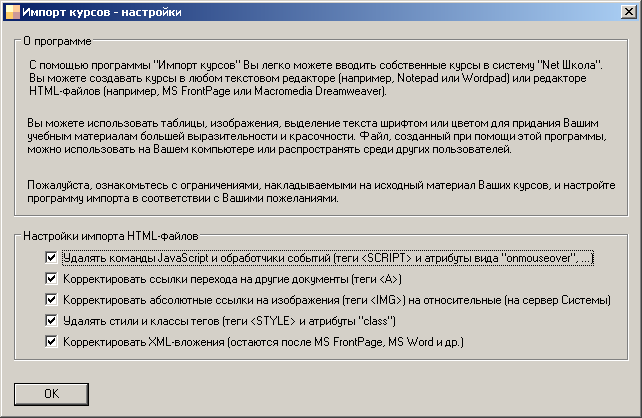 Импорт курсов - настройки
О программе
С помощью программы "Импорт курсов" Вы легко можете вводить собственные курсы в систему "Net Школа".
Вы можете создавать курсы в любом текстовом редакторе (например, Notepad или Wordpad) или редакторе
HTML-файлов (например, MS FrontPage или Macromedia Dreamweaver).
Вы можете использовать таблицы, изображения, выделение текста шрифтом или цветом для придания Вашим
учебным материалам большей выразительности и красочности. Файл, созданный при помощи этой программы,
можно использовать на Вашем компьютере или распространять среди других пользователей.
Пожалуйста, ознакомьтесь с ограничениями, накладываемыми на исходный материал Ваших курсов, и настройте
программу импорта в соответствии с Вашими пожеланиями.
Настройки импорта HTML-файлов
Удалять команды JavaScript и обработчики событий (теги <SCRIPT> и атрибуты вида "onmouseover", ...)
Корректировать ссылки перехода на другие документы (теги <A>)
Корректировать абсолютные ссылки на изображения (теги <IMG>) на относительные (на сервер Системы)
Удалять стили и классы тегов (теги <STYLE> и атрибуты "class")
Корректировать XML-вложения (остаются после MS FrontPage, MS Word и др.)
OK